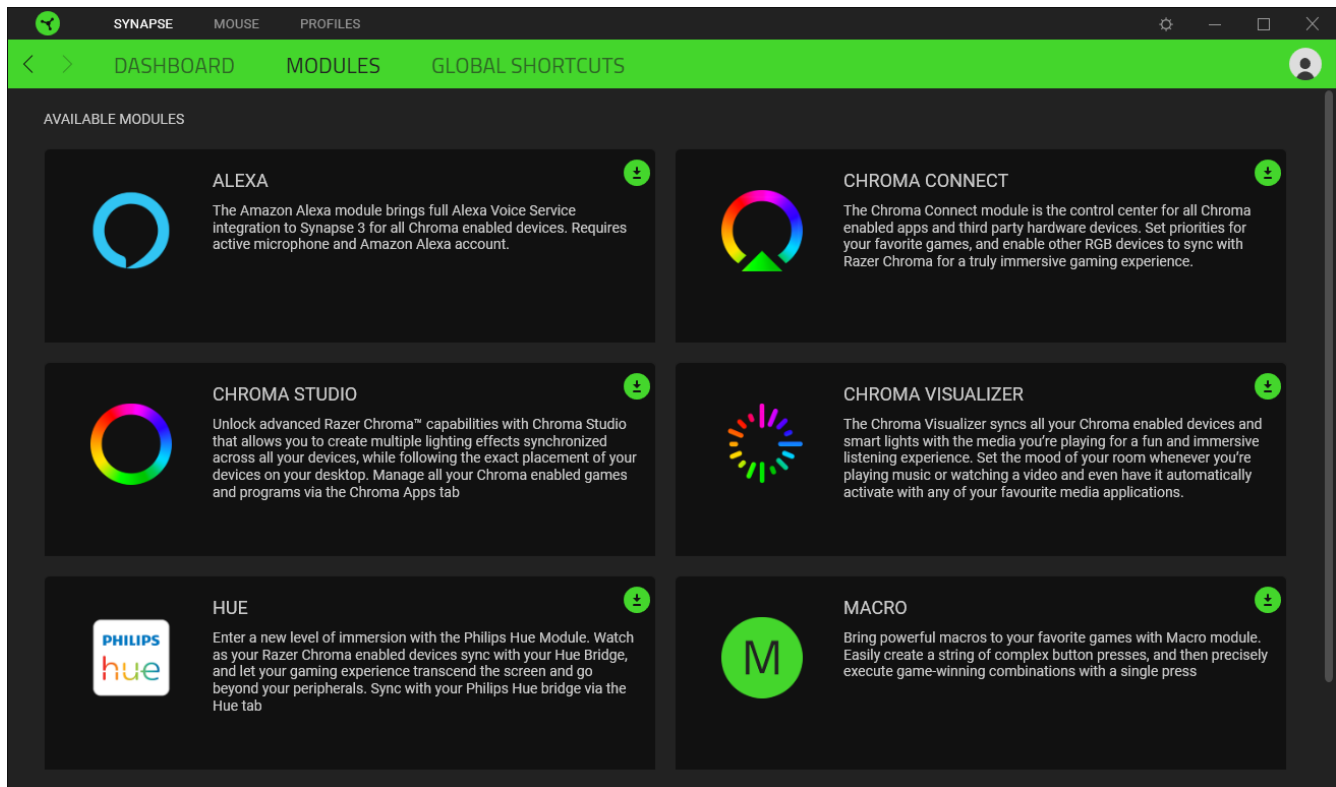 SYNAPSE MOUSE PROFILES
DASHBOARD MODULES GLOBAL SHORTCUTS
AVAILABLE MODULES
ALEXA
The Amazon Alexa module brings full Alexa Voice Service
integration to Synapse 3 for all Chroma enabled devices. Requires
active microphone and Amazon Alexa account.
CHROMA CONNECT
The Chroma Connect module is the control center for all Chroma
enabled apps and third party hardware devices. Set priorities for
your favorite games, and enable other RGB devices to sync with
Razer Chroma for a truly immersive gaming experience.
CHROMA STUDIO
Unlock advanced Razer Chroma™ capabilities with Chroma Studio
that allows you to create multiple lighting effects synchronized
across all your devices, while following the exact placement of your
devices on your desktop. Manage all your Chroma enabled games
and programs via the Chroma Apps tab
CHROMA VISUALIZER
The Chroma Visualizer syncs all your Chroma enabled devices and
smart lights with the media you're playing for a fun and immersive
listening experience. Set the mood of your room whenever you're
playing music or watching a video and even have it automatically
activate with any of your favourite media applications.
PHILIPS
hue
HUE
Enter a new level of immersion with the Philips Hue Module. Watch
as your Razer Chroma enabled devices sync with your Hue Bridge,
and let your gaming experience transcend the screen and go
beyond your peripherals. Sync with your Philips Hue bridge via the
Hue tab
M
MACRO
Bring powerful macros to your favorite games with Macro module.
Easily create a string of complex button presses, and then precisely
execute game-winning combinations with a single press